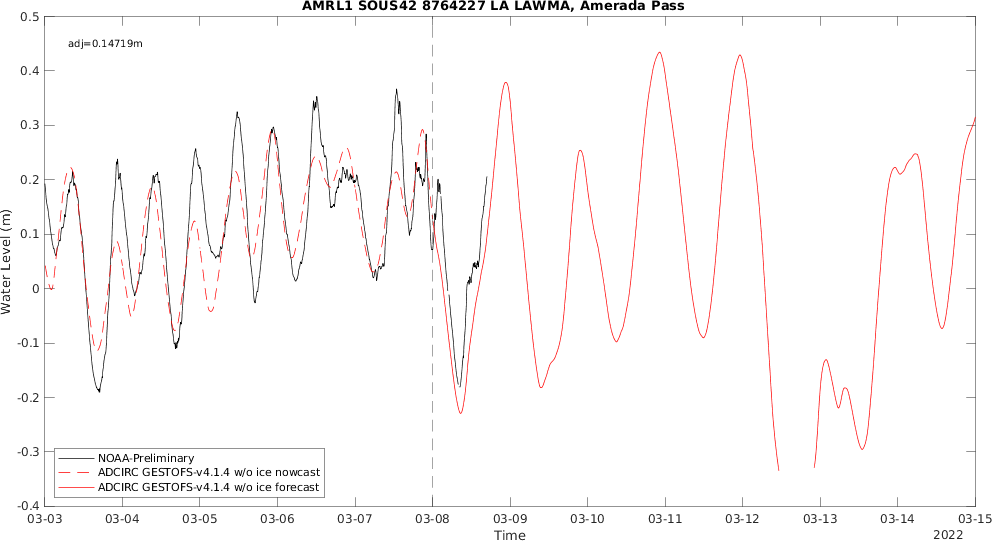 AMRL1 SOUS42 8764227 LA LAWMA, Amerada Pass
0.5
adj=0.14719m
0.4
0.3
0.2
0.1
0
-0.1
-0.2
-0.3
-0.4
Water Level (m)
NOAA-Preliminary
ADCIRC GESTOFS-v4.1.4 w/o ice nowcast
ADCIRC GESTOFS-v4.1.4 w/o ice forecast
03-03 03-04 03-05 03-06 03-07 03-08 03-09 03-10 03-11 03-12 03-13 03-14 03-15
Time
2022